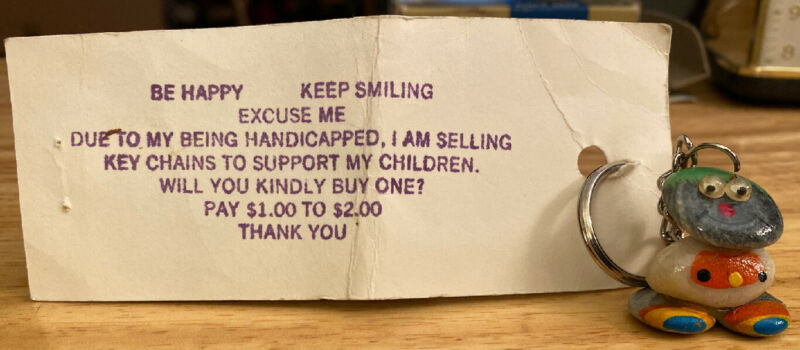 BE HAPPY KEEP SMILING
EXCUSE ME
DUE TO MY BEING HANDICAPPED, I AM SELLING
KEY CHAINS TO SUPPORT MY CHILDREN.
WILL YOU KINDLY BUY ONE?
PAY $1.00 TO $2.00
THANK YOU